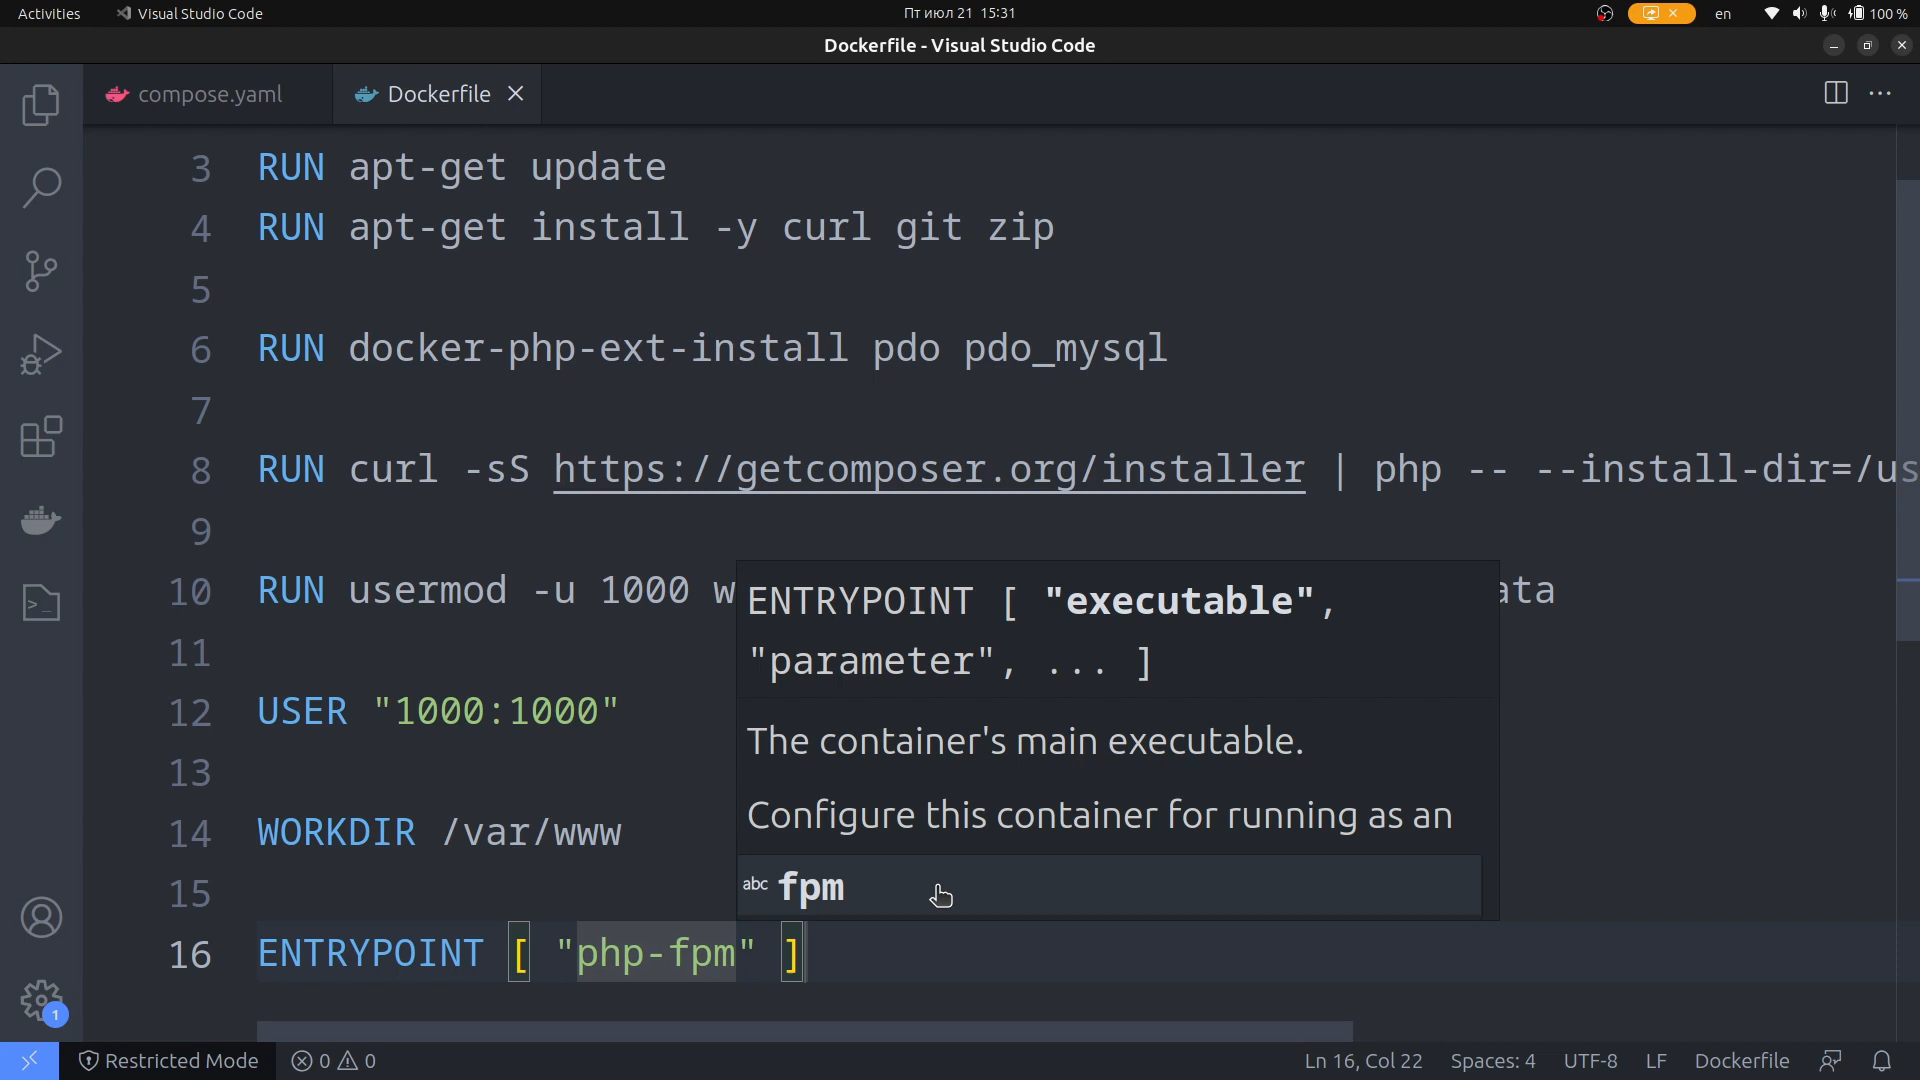 Activities Visual Studio Code Пт июл 21 15:31 en 100 %
Dockerfile - Visual Studio Code
compose.yaml Dockerfile
3 RUN apt-get update
4 RUN apt-get install -y curl git zip
5
6 RUN docker-php-ext-install pdo pdo_mysql
7
8 RUN curl -sS https://getcomposer.org/installer | php -- --install-dir=/us
9
10 RUN usermod -u 1000 w ata
ENTRYPOINT [ "executable",
"parameter", ... ]
11
12 USER "1000:1000"
The container's main executable.
13
Configure this container for running as an
14 WORKDIR /var/www
abc fpm
15
16 ENTRYPOINT [ "php-fpm" ]
1
Restricted Mode 0 0 Ln 16, Col 22 Spaces: 4 UTF-8 LF Dockerfile